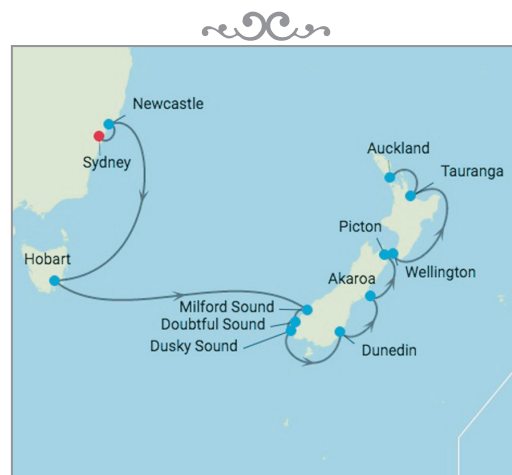 Newcastle
Sydney
Auckland
Tauranga
Picton
Hobart
Wellington
Akaroa
Milford Sound
Doubtful Sound
Dusky Sound
Dunedin